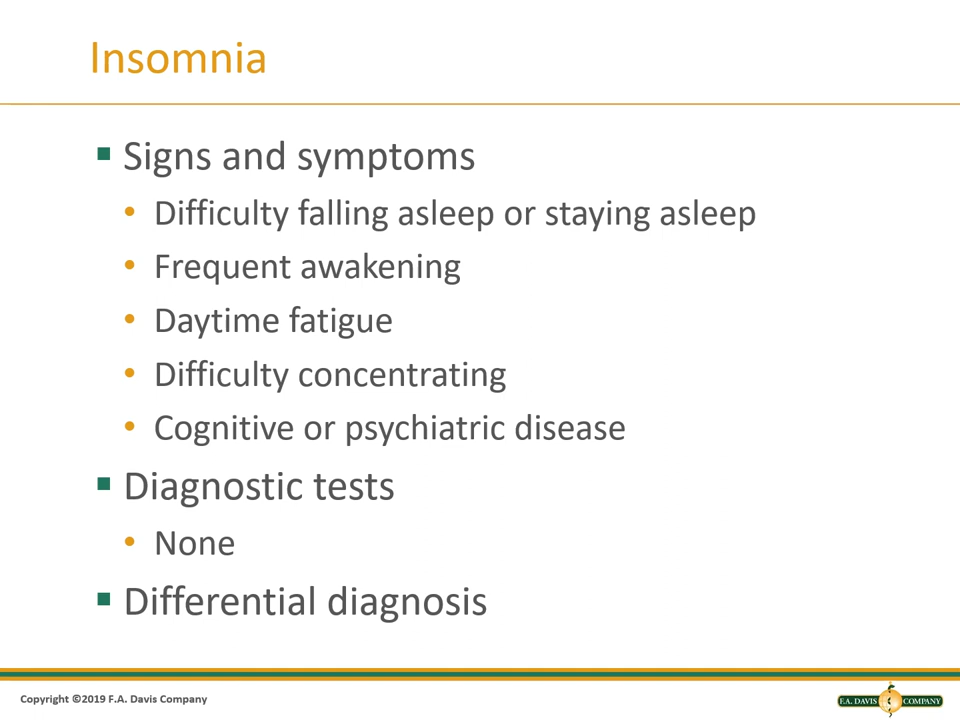 Insomnia
Signs and symptoms
Difficulty falling asleep or staying asleep
Frequent awakening
Daytime fatigue
Difficulty concentrating
Cognitive or psychiatric disease
Diagnostic tests
None
Differential diagnosis
Copyright ©2019 F.A. Davis Company
F.A. DAVIS COMPANY